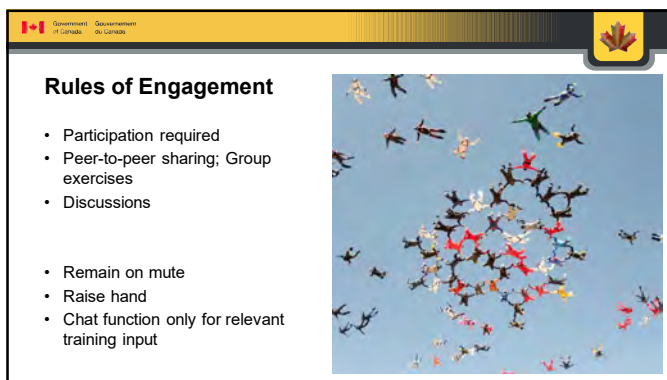 Government Gouvernement
of Canada du Canada
Rules of Engagement
• Participation required
• Peer-to-peer sharing; Group
exercises
• Discussions
• Remain on mute
• Raise hand
• Chat function only for relevant
training input